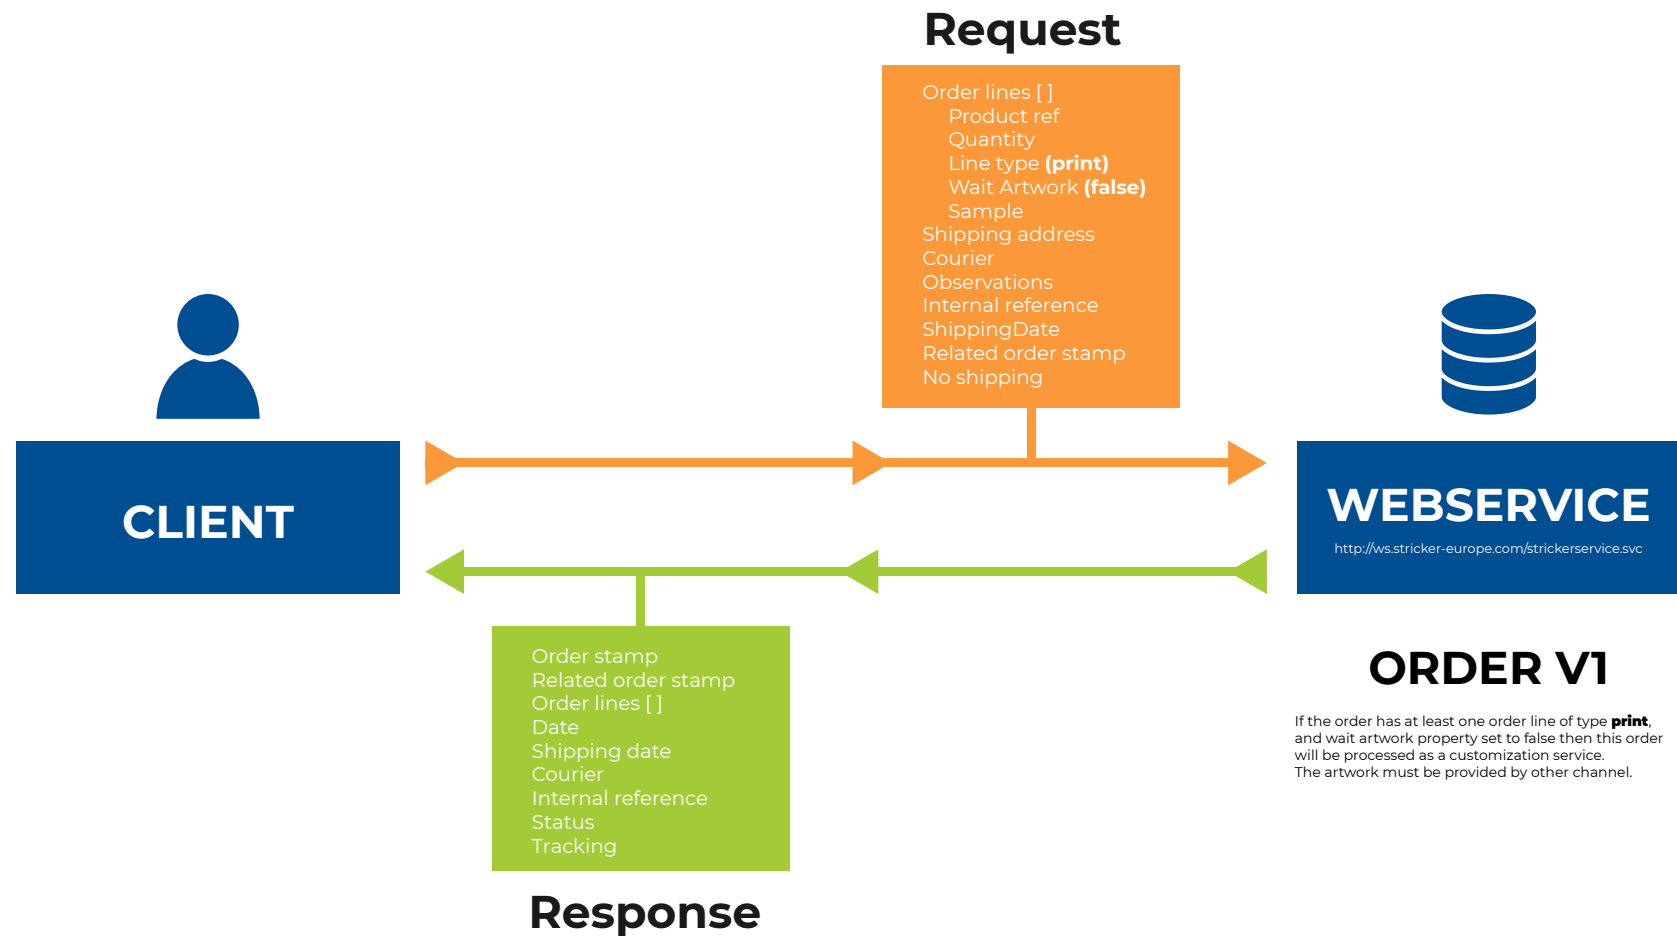 Request
Order lines [ ]
Product ref
Quantity
Line type (print)
Wait Artwork (false)
Sample
Shipping address
Courier
Observations
Internal reference
ShippingDate
Related order stamp
No shipping
CLIENT
WEBSERVICE
http://ws.stricker-europe.com/strickerservice.svc
Order stamp
Related order stamp
Order lines [ ]
Date
Shipping date
Courier
Internal reference
Status
Tracking
Response
ORDER V1
If the order has at least one order line of type print,
and wait artwork property set to false then this order
will be processed as a customization service.
The artwork must be provided by other channel.